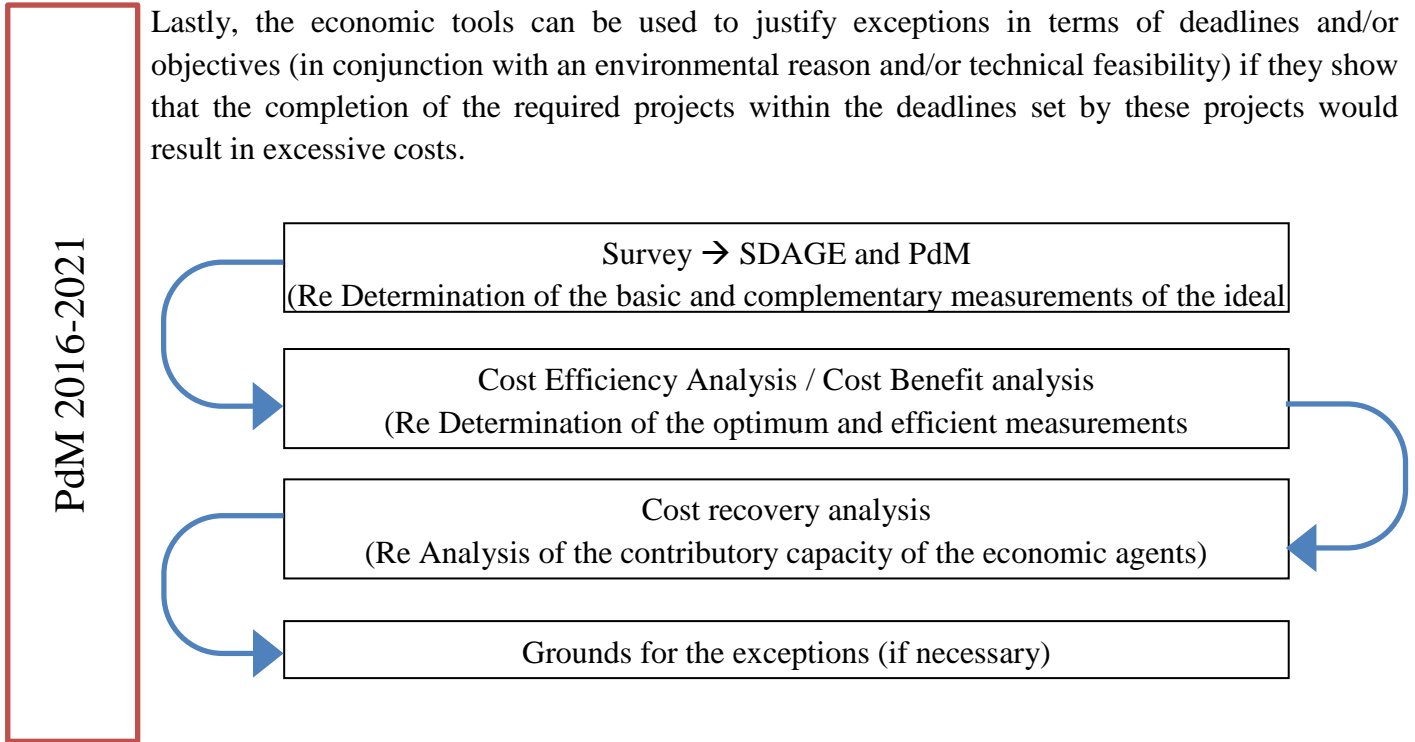 Lastly, the economic tools can be used to justify exceptions in terms of deadlines and/or
objectives (in conjunction with an environmental reason and/or technical feasibility) if they show
that the completion of the required projects within the deadlines set by these projects would
result in excessive costs.
PdM 2016-2021
Survey → SDAGE and PdM
(Re Determination of the basic and complementary measurements of the ideal
Cost Efficiency Analysis / Cost Benefit analysis
(Re Determination of the optimum and efficient measurements
Cost recovery analysis
(Re Analysis of the contributory capacity of the economic agents)
Grounds for the exceptions (if necessary)